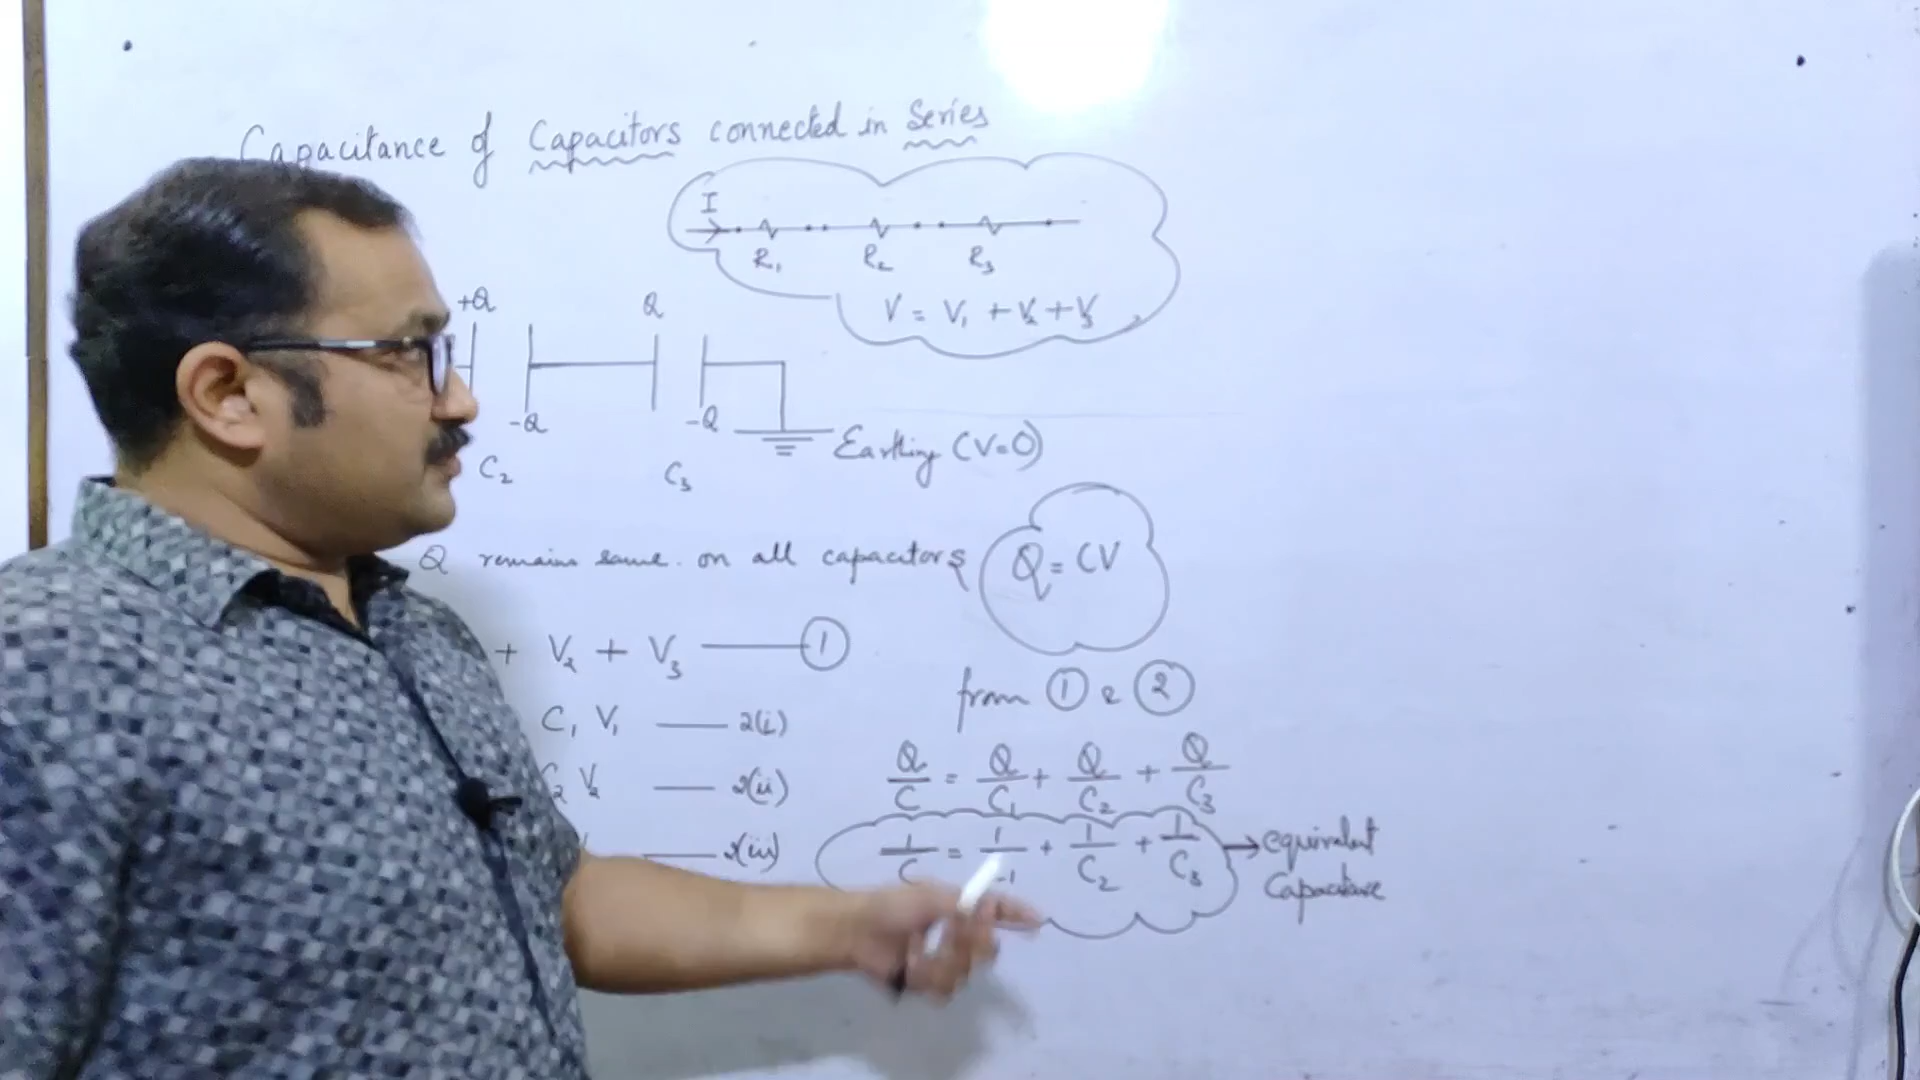 Capacitance of Capacitors connected in Series
I
R₁ R₂ R₃
V = V₁ + V₂ + V₃
+Q Q
-Q -Q
Earthing (V=0)
C₂ C₃
Q remains same on all capacitors
Q = CV
+ V₂ + V₃ ——— ①
from ① & ②
C₁ V₁ —— 2(i)
Q/C = Q/C₁ + Q/C₂ + Q/C₃
C₂ V₂ —— 2(ii)
—— 2(iii)
1/C = 1/C₁ + 1/C₂ + 1/C₃ → equivalent
Capacitance